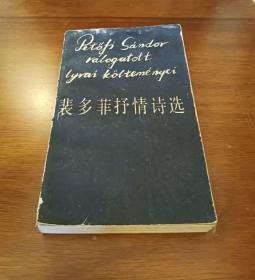 Petőfi Sándor
válogatott
lyrai költeményei
裴多菲抒情诗选